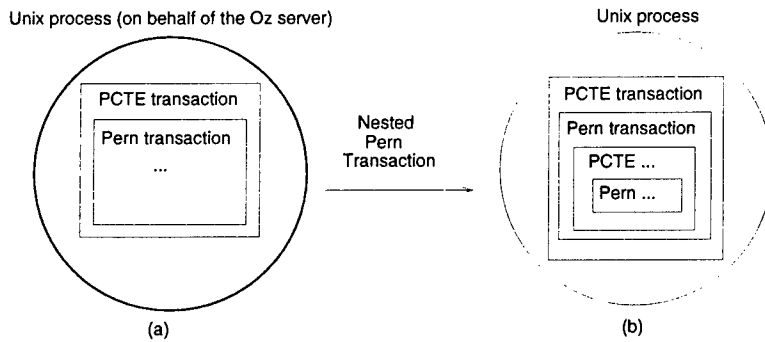 Unix process (on behalf of the Oz server)
PCTE transaction
Pern transaction
...
(a)
Nested
Pern
Transaction
Unix process
PCTE transaction
Pern transaction
PCTE ...
Pern ...
(b)